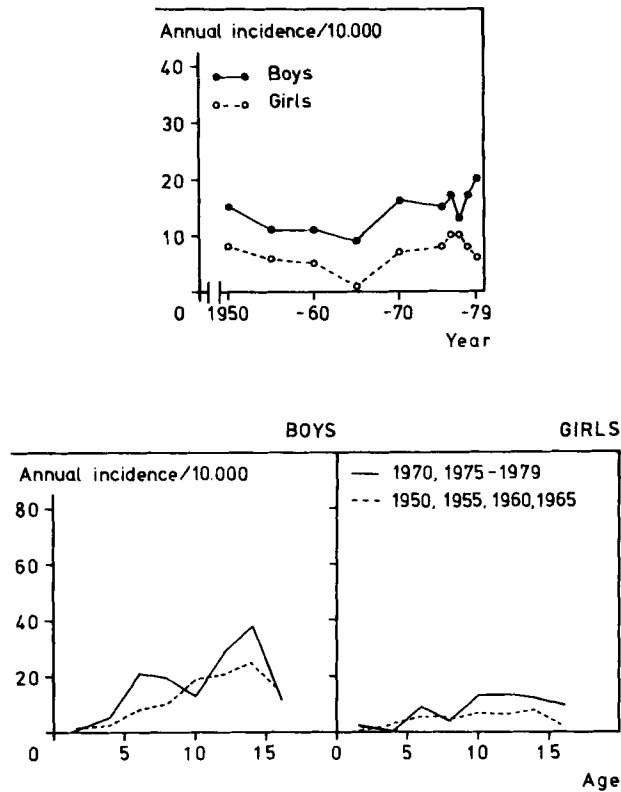 Annual incidence/10.000
40
Boys
Girls
30
20
10
0 1950 -60 -70 -79
Year
BOYS GIRLS
Annual incidence/10.000
1970, 1975-1979
1950, 1955, 1960, 1965
80
60
40
20
0 5 10 15 0 5 10 15
Age